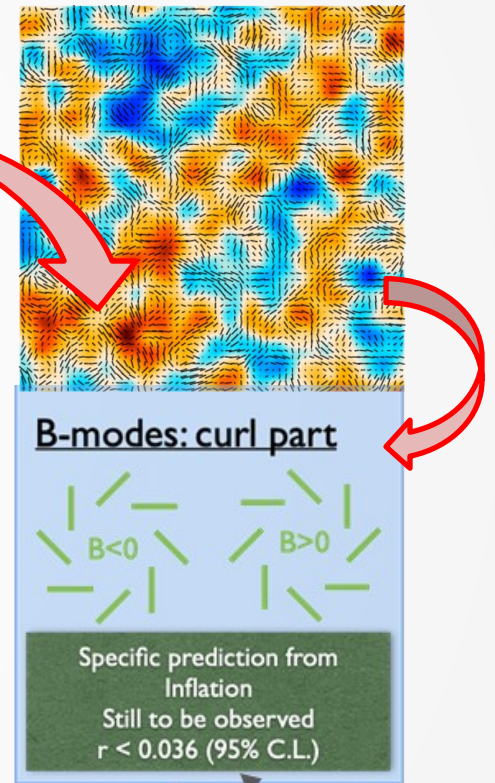 B-modes: curl part
B<0 B>0
Specific prediction from
Inflation
Still to be observed
r < 0.036 (95% C.L.)